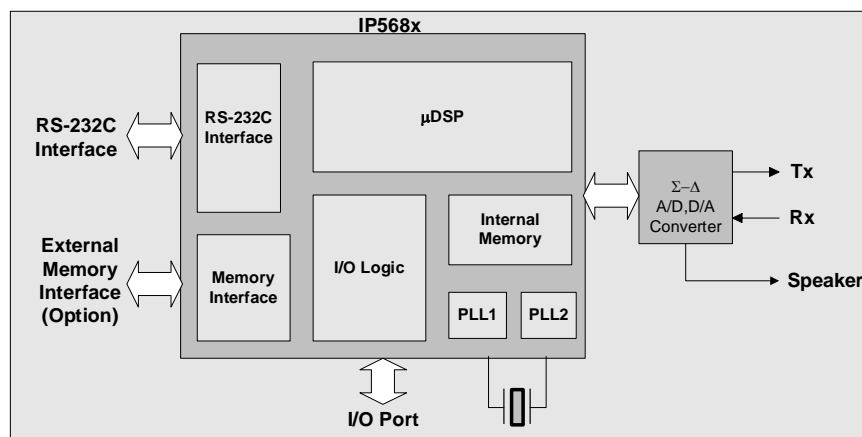 IP568x
RS-232C
Interface
μDSP
RS-232C
Interface
Σ–Δ
A/D,D/A
Converter
Tx
Rx
Speaker
Internal
Memory
I/O Logic
External
Memory
Interface
(Option)
Memory
Interface
PLL1
PLL2
I/O Port